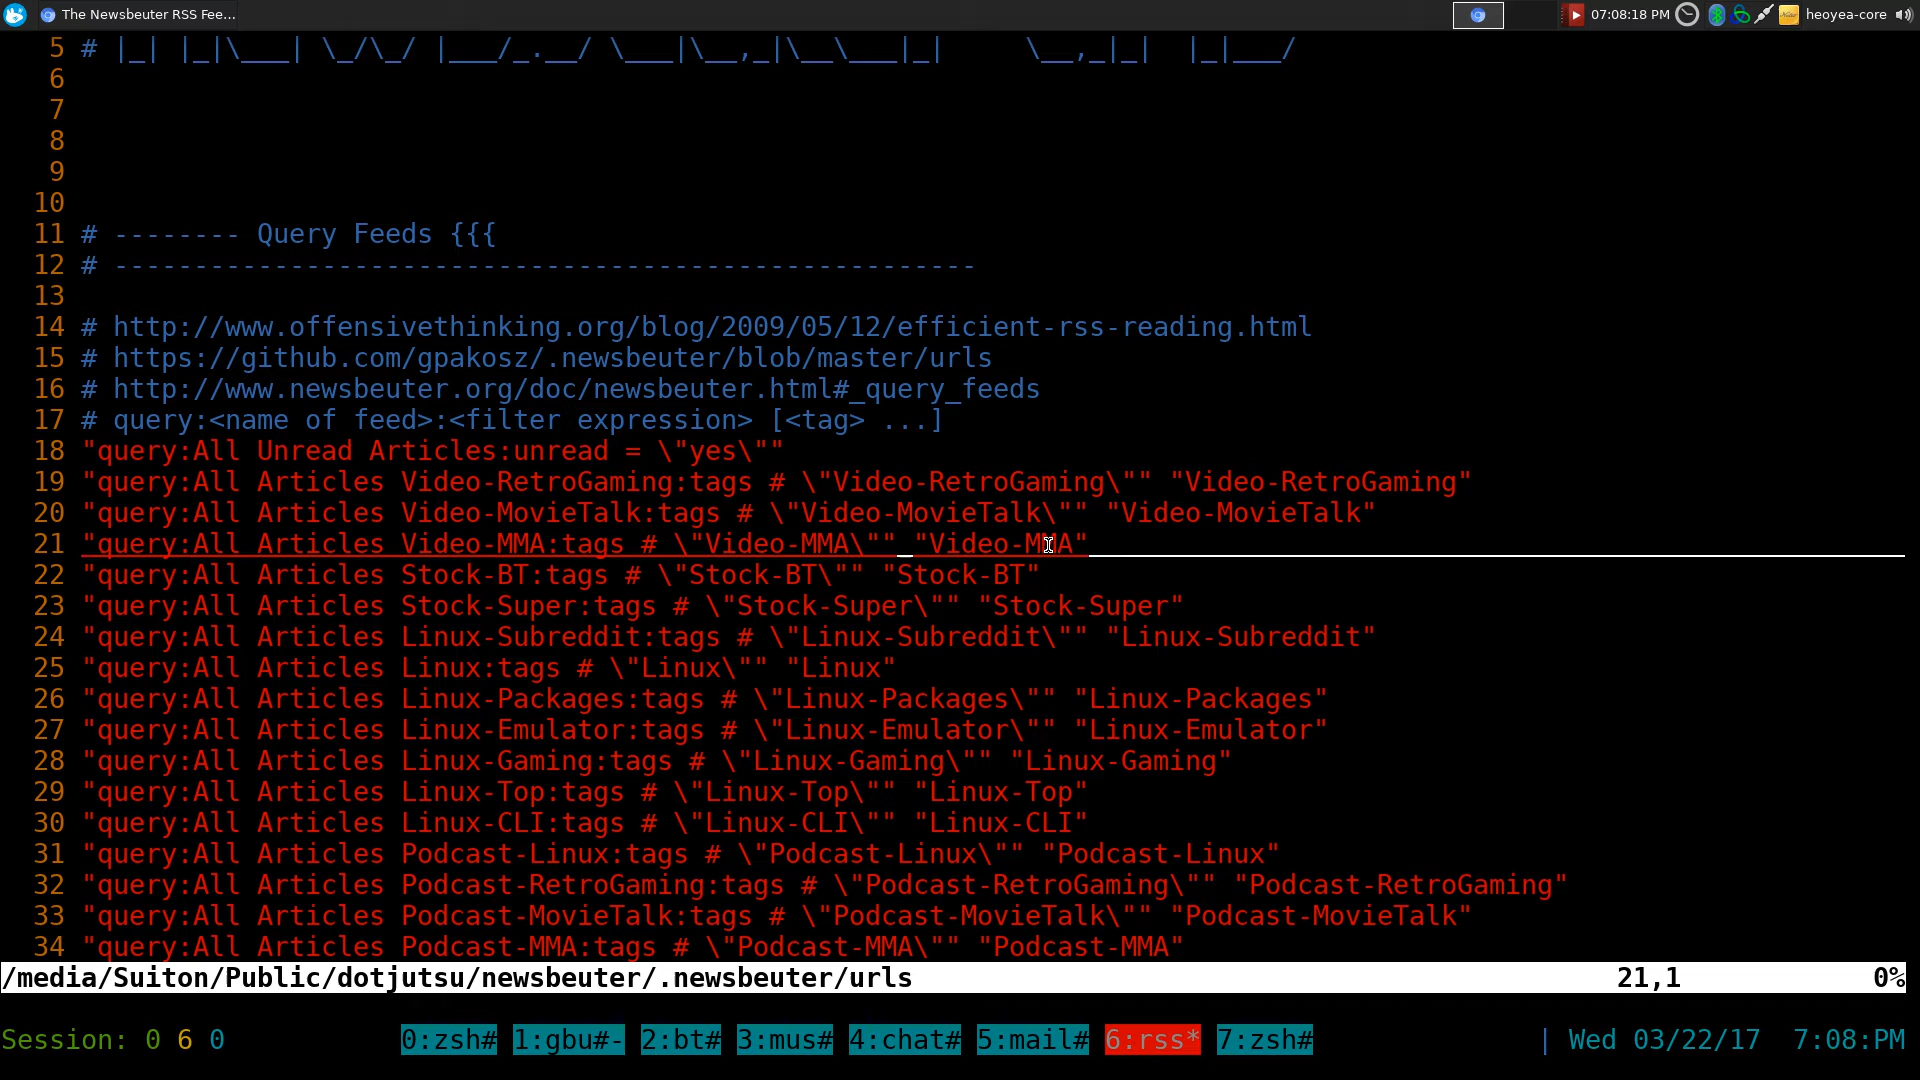 The Newsbeuter RSS Fee...
07:08:18 PM
heoyea-core
5 # |_| |_|\___| \_/\_/ |___/_.__/ \___|\__,_|\__\___|_|     \__,_|_|  |_|___/
6
7
8
9
10
11 # -------- Query Feeds {{{
12 # ------------------------------------------------------
13
14 # http://www.offensivethinking.org/blog/2009/05/12/efficient-rss-reading.html
15 # https://github.com/gpakosz/.newsbeuter/blob/master/urls
16 # http://www.newsbeuter.org/doc/newsbeuter.html#_query_feeds
17 # query:<name of feed>:<filter expression> [<tag> ...]
18 "query:All Unread Articles:unread = \"yes\""
19 "query:All Articles Video-RetroGaming:tags # \"Video-RetroGaming\"" "Video-RetroGaming"
20 "query:All Articles Video-MovieTalk:tags # \"Video-MovieTalk\"" "Video-MovieTalk"
21 "query:All Articles Video-MMA:tags # \"Video-MMA\"" "Video-MMA"
22 "query:All Articles Stock-BT:tags # \"Stock-BT\"" "Stock-BT"
23 "query:All Articles Stock-Super:tags # \"Stock-Super\"" "Stock-Super"
24 "query:All Articles Linux-Subreddit:tags # \"Linux-Subreddit\"" "Linux-Subreddit"
25 "query:All Articles Linux:tags # \"Linux\"" "Linux"
26 "query:All Articles Linux-Packages:tags # \"Linux-Packages\"" "Linux-Packages"
27 "query:All Articles Linux-Emulator:tags # \"Linux-Emulator\"" "Linux-Emulator"
28 "query:All Articles Linux-Gaming:tags # \"Linux-Gaming\"" "Linux-Gaming"
29 "query:All Articles Linux-Top:tags # \"Linux-Top\"" "Linux-Top"
30 "query:All Articles Linux-CLI:tags # \"Linux-CLI\"" "Linux-CLI"
31 "query:All Articles Podcast-Linux:tags # \"Podcast-Linux\"" "Podcast-Linux"
32 "query:All Articles Podcast-RetroGaming:tags # \"Podcast-RetroGaming\"" "Podcast-RetroGaming"
33 "query:All Articles Podcast-MovieTalk:tags # \"Podcast-MovieTalk\"" "Podcast-MovieTalk"
34 "query:All Articles Podcast-MMA:tags # \"Podcast-MMA\"" "Podcast-MMA"
/media/Suiton/Public/dotjutsu/newsbeuter/.newsbeuter/urls 21,1 0%
Session: 0 6 0 0:zsh# 1:gbu#- 2:bt# 3:mus# 4:chat# 5:mail# 6:rss* 7:zsh# | Wed 03/22/17 7:08:PM